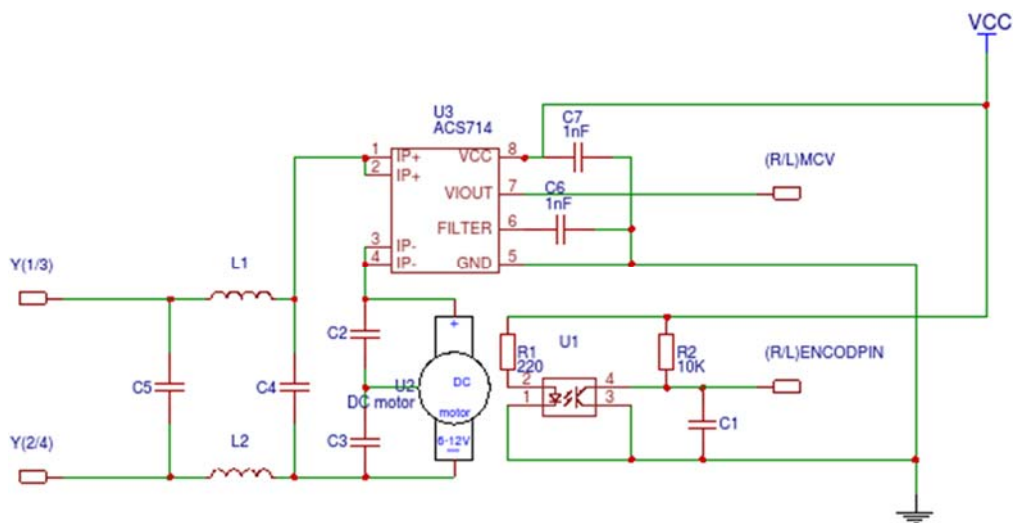 VCC
U3
ACS714
C7
1nF
1
IP+
VCC
8
2
IP+
(R/L)MCV
VIOUT
7
C6
1nF
FILTER
6
3
IP-
4
IP-
GND
5
Y(1/3)
L1
C2
+
R1
220
U1
R2
10K
(R/L)ENCODPIN
C5
C4
U2
DC motor
DC
motor
2
4
1
3
C1
Y(2/4)
L2
C3
6-12V